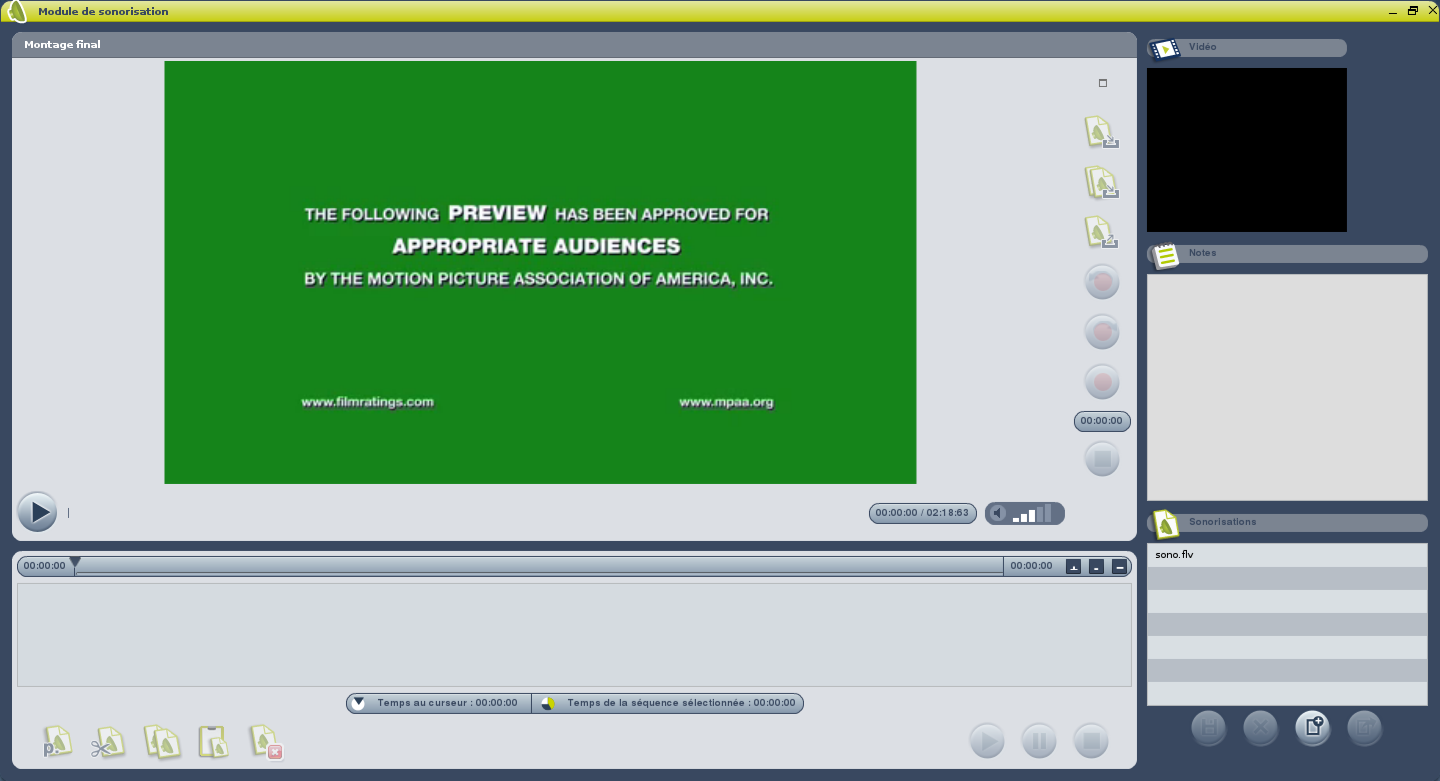 Module de sonorisation
Montage final
THE FOLLOWING PREVIEW HAS BEEN APPROVED FOR
APPROPRIATE AUDIENCES
BY THE MOTION PICTURE ASSOCIATION OF AMERICA, INC.
www.filmratings.com
www.mpaa.org
00:00:00
00:00:00 / 02:18:63
00:00:00
00:00:00
Temps au curseur : 00:00:00
Temps de la séquence sélectionnée : 00:00:00
p.
Vidéo
Notes
Sonorisations
sono.flv